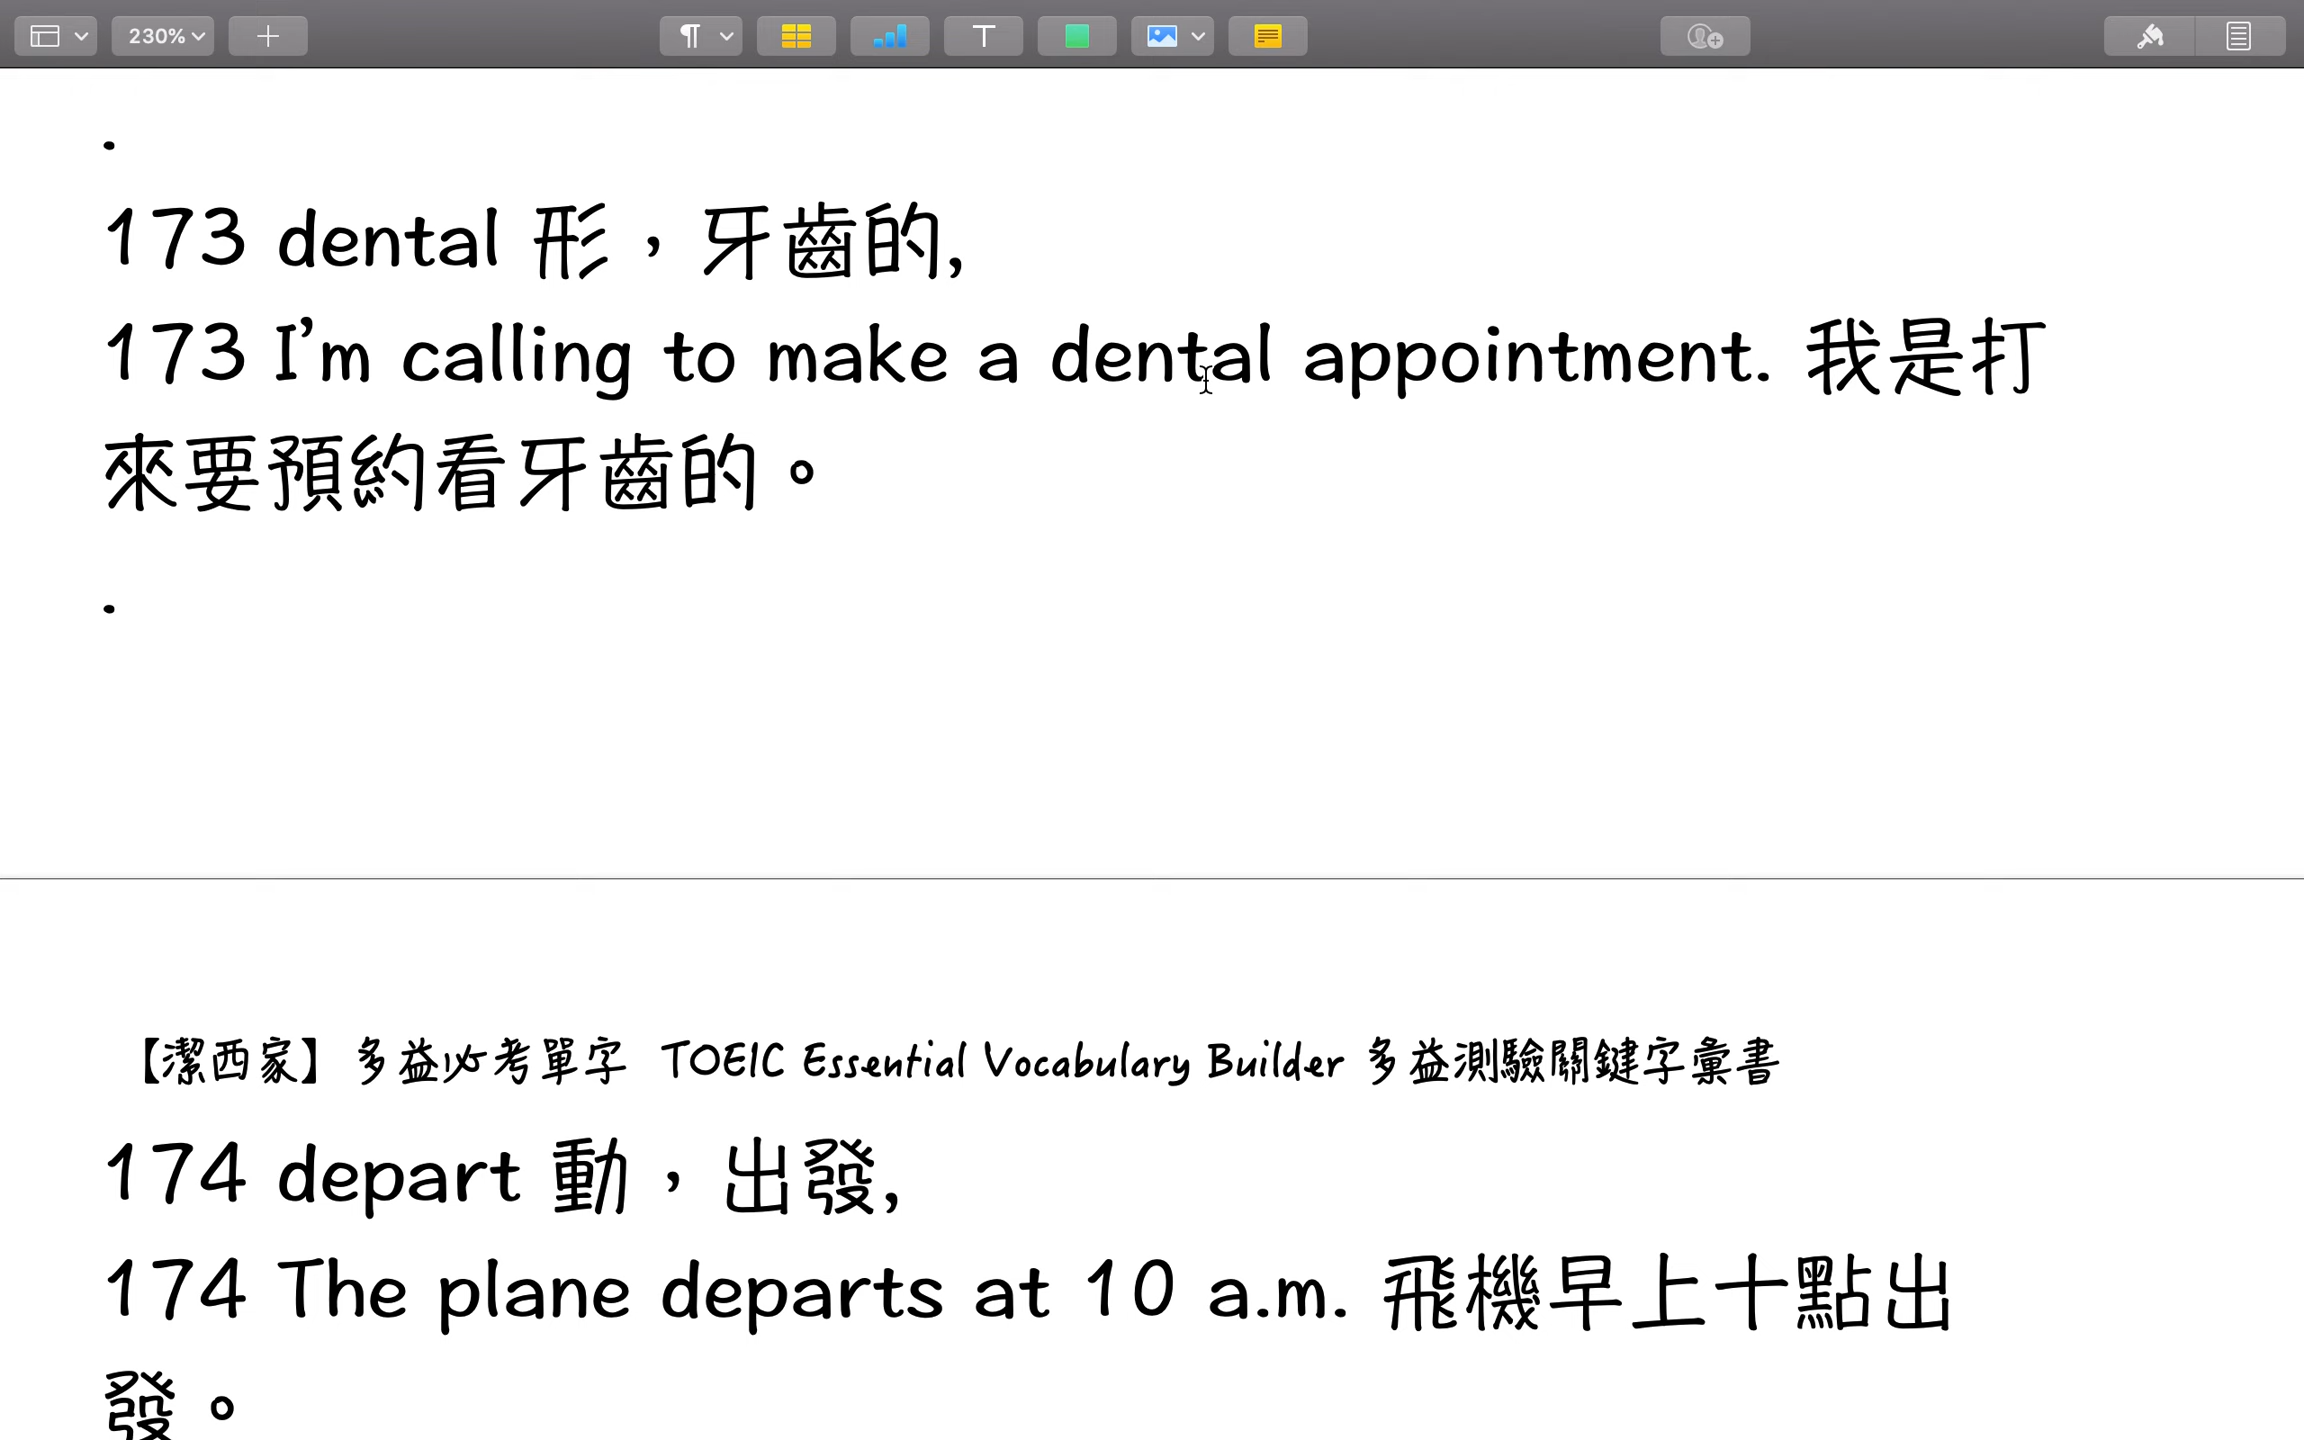 230%
.
173 dental 形，牙齒的,
173 I’m calling to make a dental appointment. 我是打
來要預約看牙齒的。
.
【潔西家】多益必考單字 TOEIC Essential Vocabulary Builder 多益測驗關鍵字彙書
174 depart 動，出發,
174 The plane departs at 10 a.m. 飛機早上十點出
發。